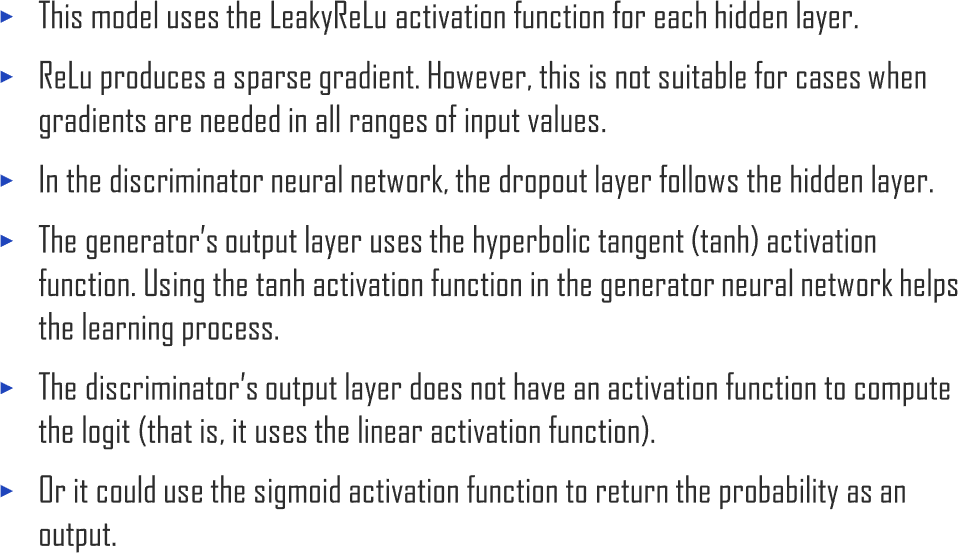 ► This model uses the LeakyReLu activation function for each hidden layer.
► ReLu produces a sparse gradient. However, this is not suitable for cases when
gradients are needed in all ranges of input values.
► In the discriminator neural network, the dropout layer follows the hidden layer.
► The generator's output layer uses the hyperbolic tangent (tanh) activation
function. Using the tanh activation function in the generator neural network helps
the learning process.
► The discriminator's output layer does not have an activation function to compute
the logit (that is, it uses the linear activation function).
► Or it could use the sigmoid activation function to return the probability as an
output.